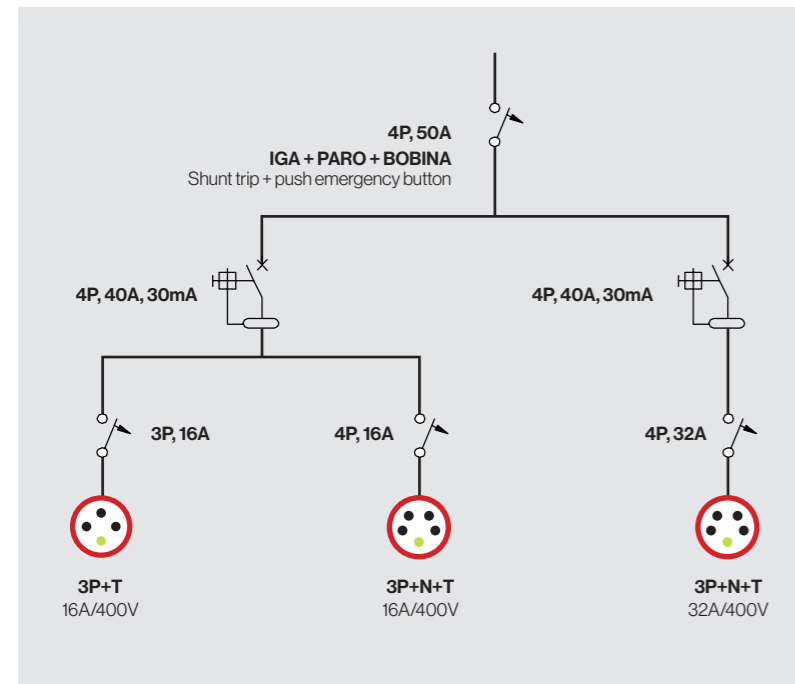 4P, 50A
IGA + PARO + BOBINA
Shunt trip + push emergency button
4P, 40A, 30mA
4P, 40A, 30mA
3P, 16A
4P, 16A
4P, 32A
3P+T
16A/400V
3P+N+T
16A/400V
3P+N+T
32A/400V